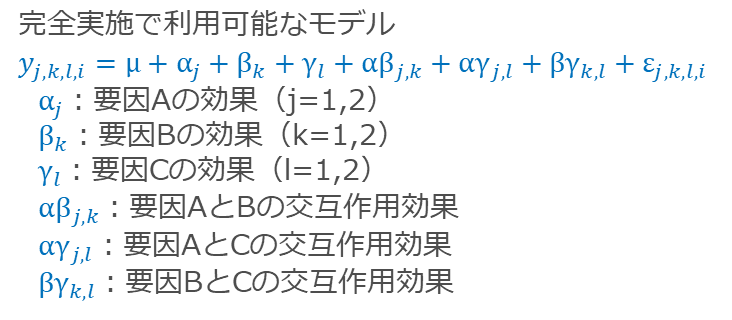 完全実施で利用可能なモデル
y_{j,k,l,i} = μ + α_j + β_k + γ_l + αβ_{j,k} + αγ_{j,l} + βγ_{k,l} + ε_{j,k,l,i}
α_j：要因Aの効果（j=1,2）
β_k：要因Bの効果（k=1,2）
γ_l：要因Cの効果（l=1,2）
αβ_{j,k}：要因AとBの交互作用効果
αγ_{j,l}：要因AとCの交互作用効果
βγ_{k,l}：要因BとCの交互作用効果